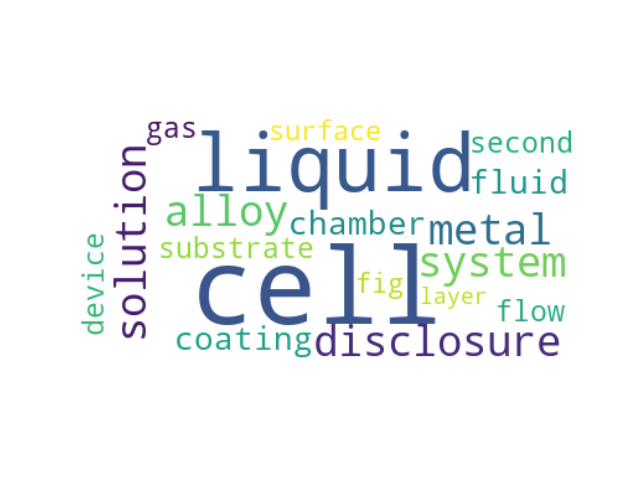 gas
surface
liquid
second
fluid
solution
alloy
chamber
metal
substrate
system
cell
device
fig
layer
flow
coating
disclosure